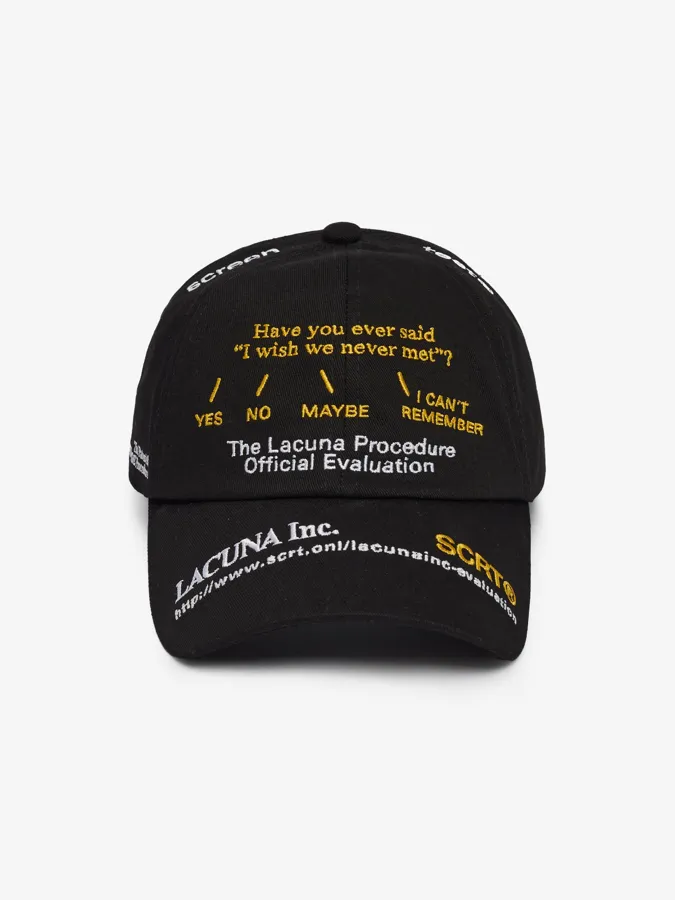 screen
Have you ever said
“I wish we never met”?
YES NO MAYBE I CAN'T REMEMBER
The Lacuna Procedure
Official Evaluation
LACUNA Inc.
SCRT®
http://www.scrt.onl/lacunainc-evaluation